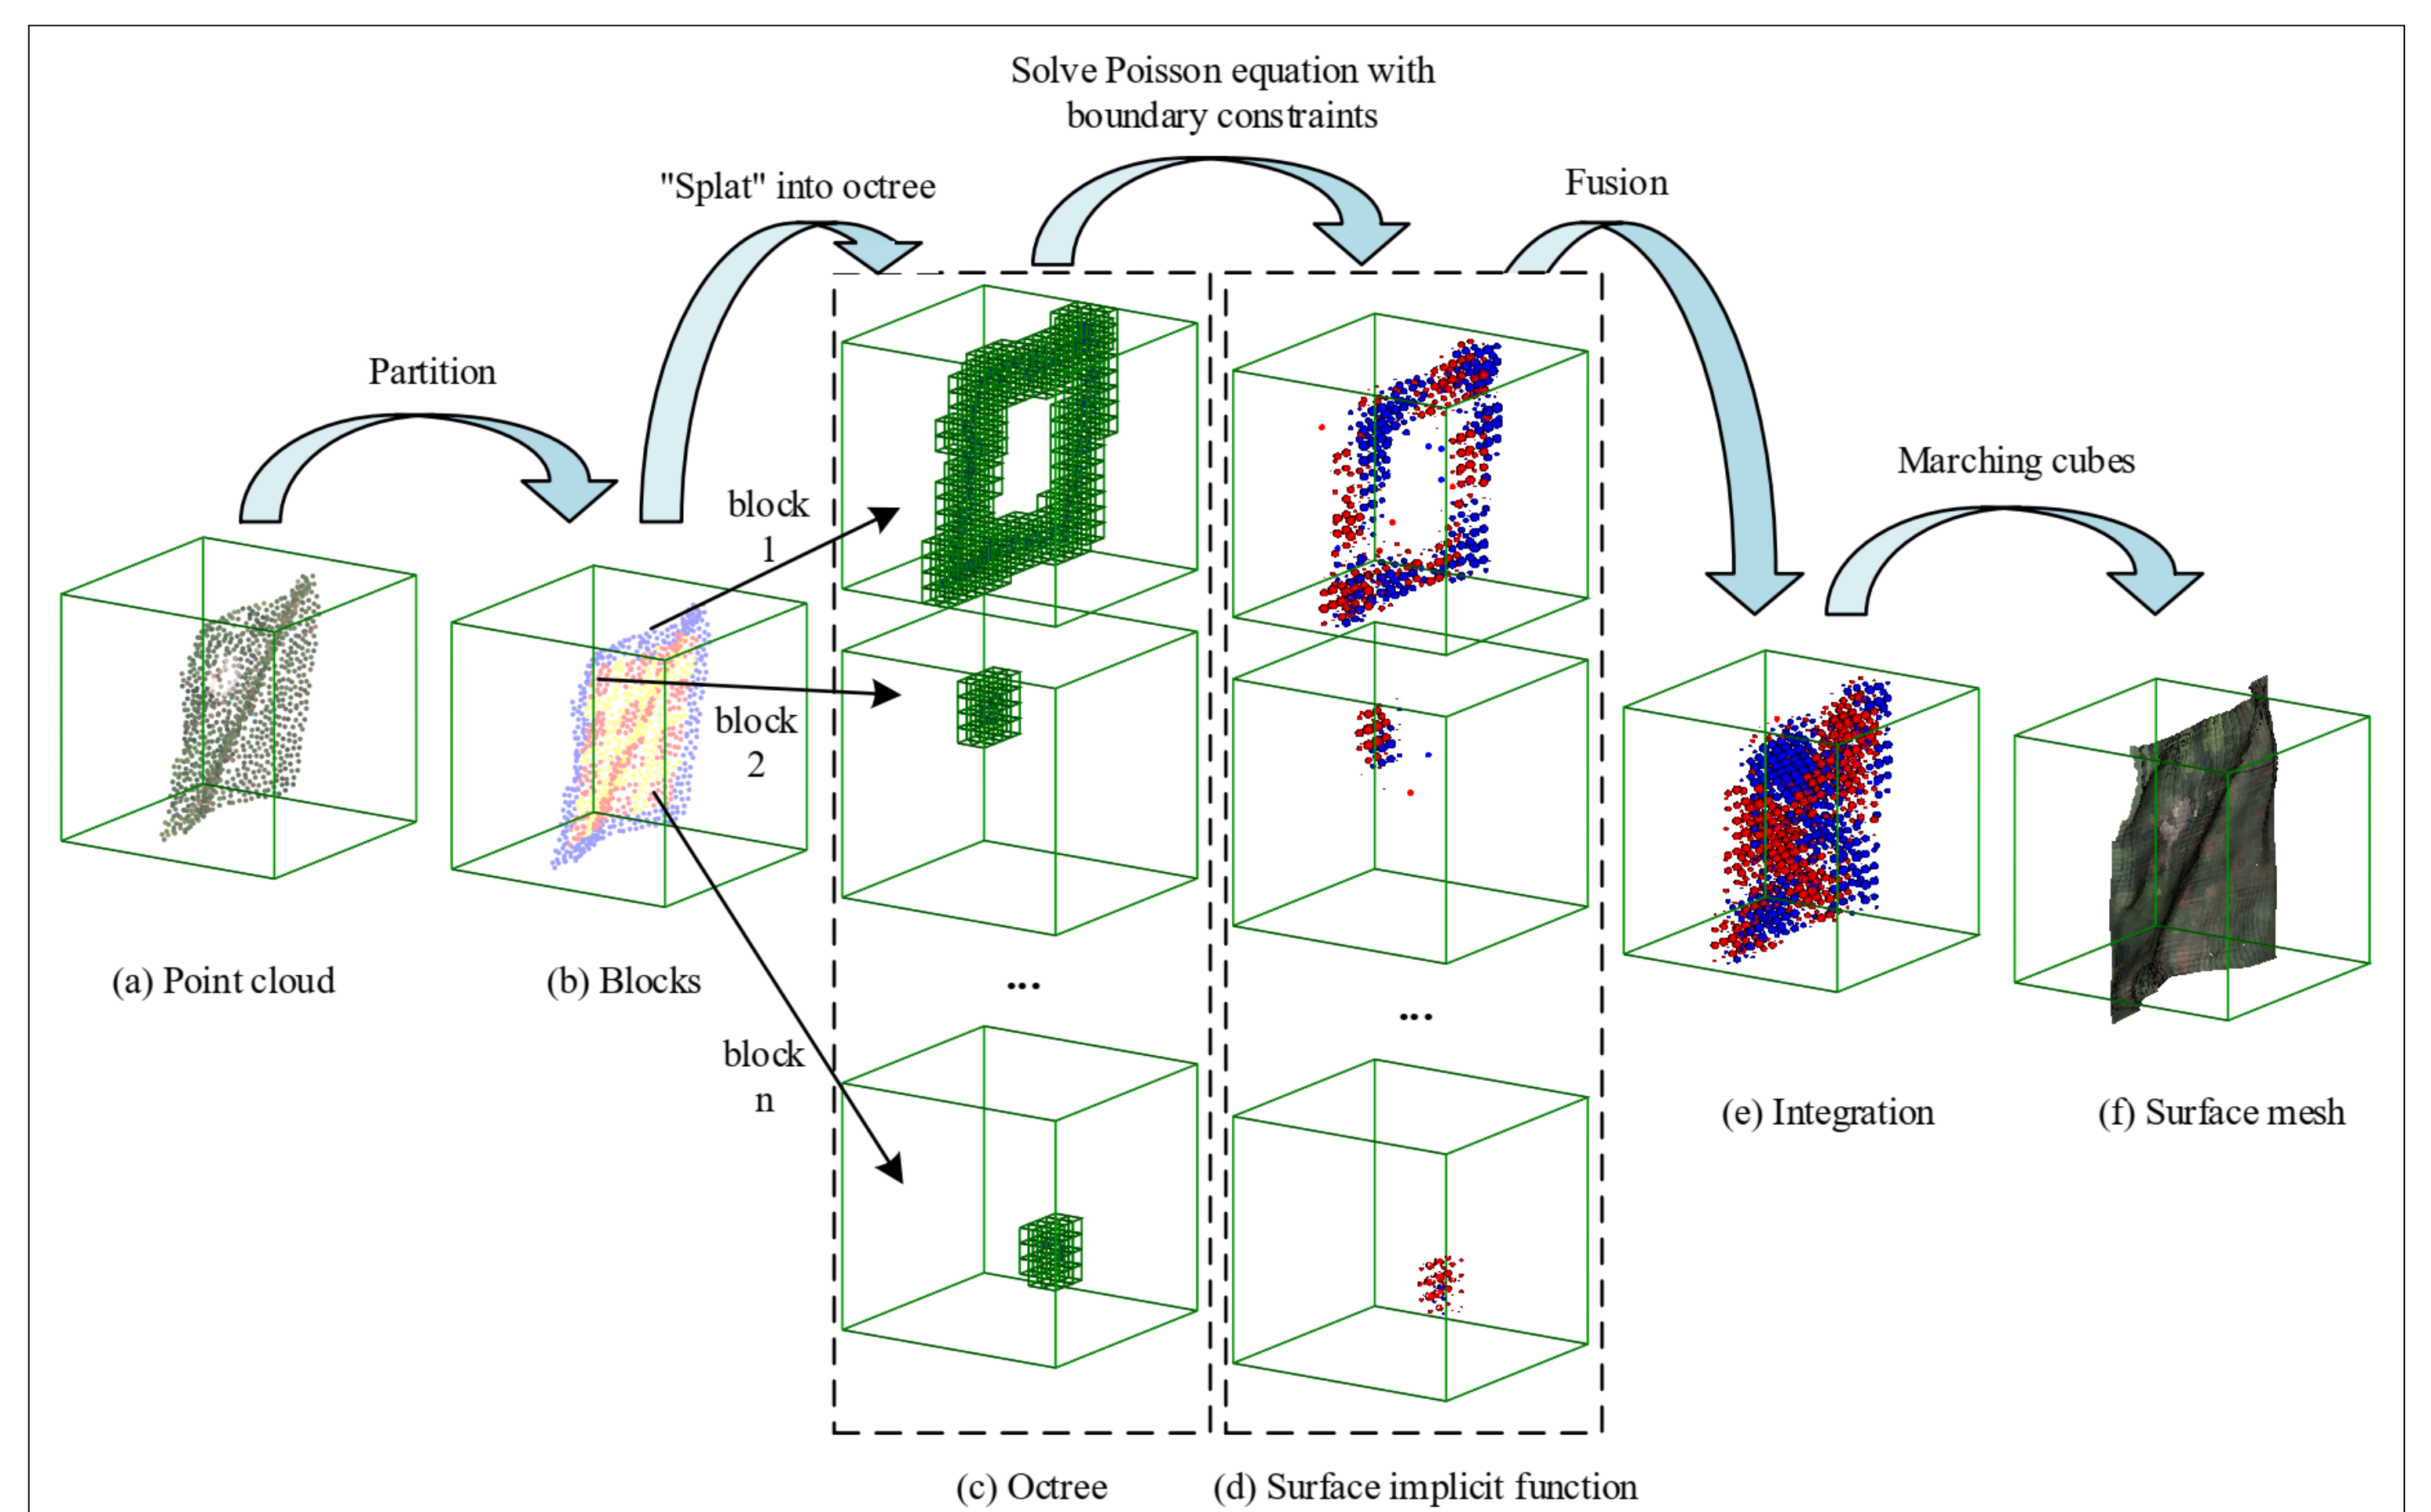 Solve Poisson equation with
boundary constraints
"Splat" into octree
Fusion
Partition
Marching cubes
block
1
block
2
...
...
block
n
(a) Point cloud
(b) Blocks
(c) Octree
(d) Surface implicit function
(e) Integration
(f) Surface mesh